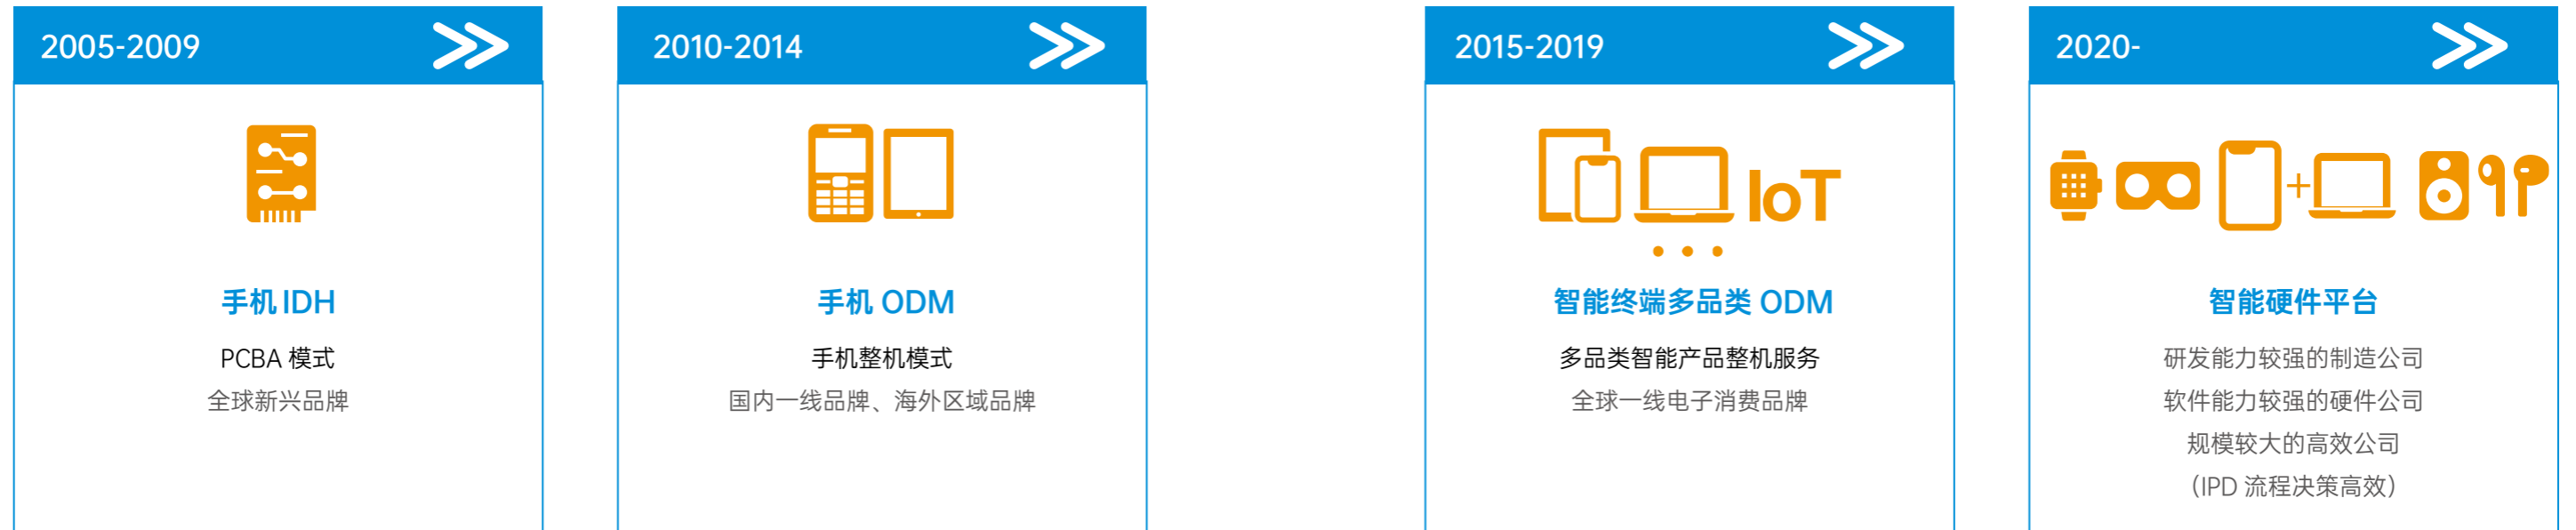 2005-2009
手机 IDH
PCBA 模式
全球新兴品牌
2010-2014
手机 ODM
手机整机模式
国内一线品牌、海外区域品牌
2015-2019
IoT
智能终端多品类 ODM
多品类智能产品整机服务
全球一线电子消费品牌
2020-
+
智能硬件平台
研发能力较强的制造公司
软件能力较强的硬件公司
规模较大的高效公司
（IPD 流程决策高效）